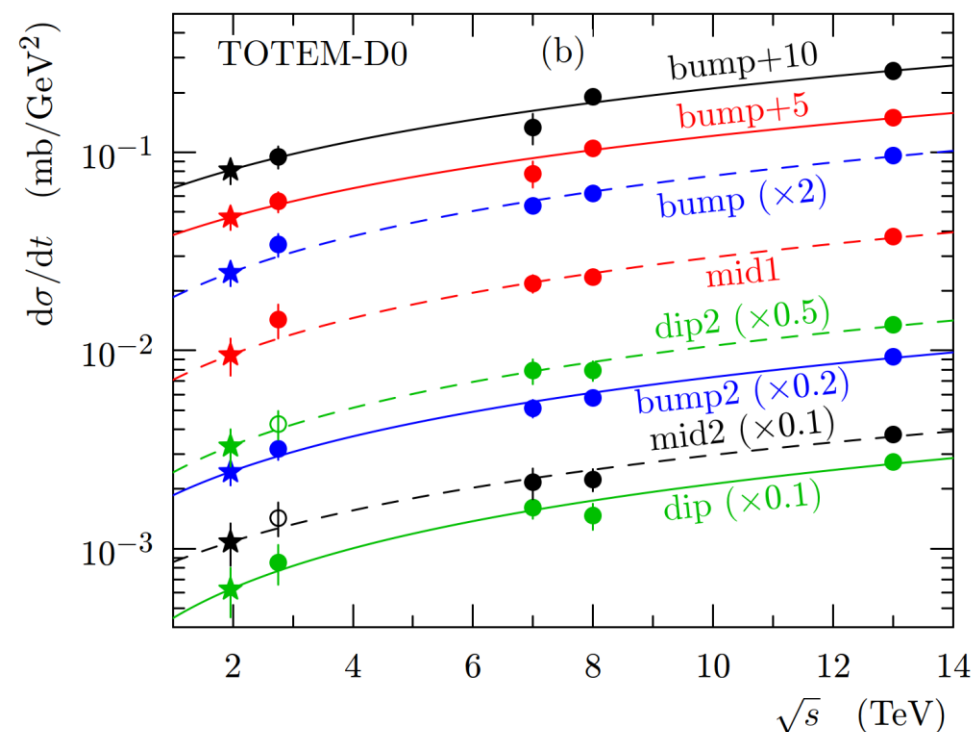 dσ/dt (mb/GeV²)
TOTEM-D0 (b)
bump+10
bump+5
bump (×2)
mid1
dip2 (×0.5)
bump2 (×0.2)
mid2 (×0.1)
dip (×0.1)
10⁻¹
10⁻²
10⁻³
2 4 6 8 10 12 14
√s (TeV)